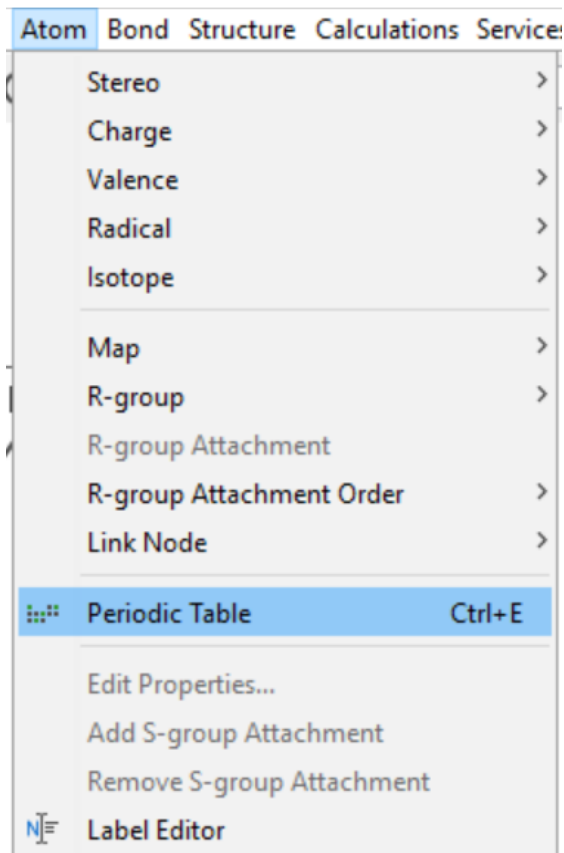 Atom Bond Structure Calculations Services
Stereo
Charge
Valence
Radical
Isotope
Map
R-group
R-group Attachment
R-group Attachment Order
Link Node
Periodic Table Ctrl+E
Edit Properties...
Add S-group Attachment
Remove S-group Attachment
Label Editor